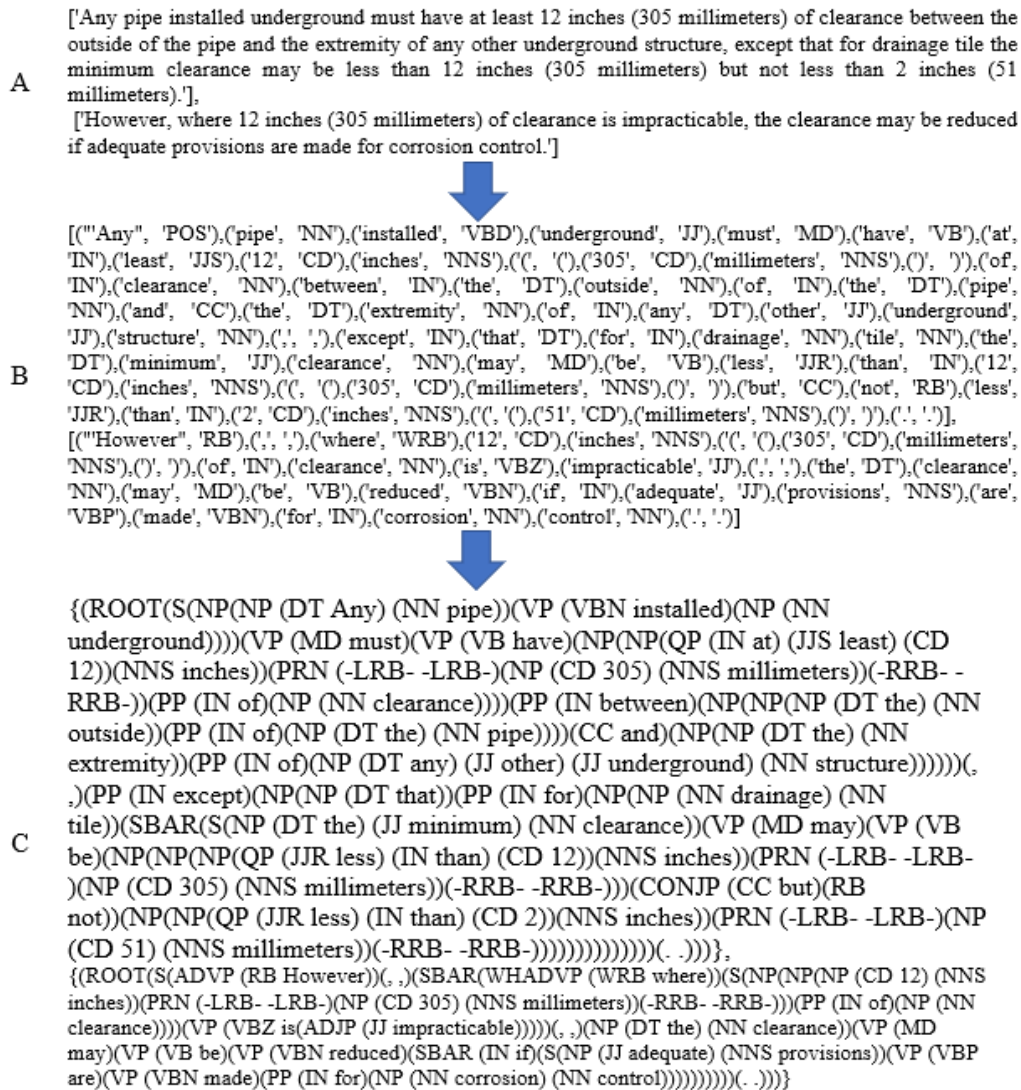 ['Any pipe installed underground must have at least 12 inches (305 millimeters) of clearance between the
outside of the pipe and the extremity of any other underground structure, except that for drainage tile the
minimum clearance may be less than 12 inches (305 millimeters) but not less than 2 inches (51
A
millimeters).'],
['However, where 12 inches (305 millimeters) of clearance is impracticable, the clearance may be reduced
if adequate provisions are made for corrosion control.']
[("'Any", 'POS'),('pipe', 'NN'),('installed', 'VBD'),('underground', 'JJ'),('must', 'MD'),('have', 'VB'),('at',
'IN'),('least', 'JJS'),('12', 'CD'),('inches', 'NNS'),('(', '('),('305', 'CD'),('millimeters', 'NNS'),(')', ')'),('of',
'IN'),('clearance', 'NN'),('between', 'IN'),('the', 'DT'),('outside', 'NN'),('of', 'IN'),('the', 'DT'),('pipe',
'NN'),('and', 'CC'),('the', 'DT'),('extremity', 'NN'),('of', 'IN'),('any', 'DT'),('other', 'JJ'),('underground',
'JJ'),('structure', 'NN'),(',', ','),('except', 'IN'),('that', 'DT'),('for', 'IN'),('drainage', 'NN'),('tile', 'NN'),('the',
'DT'),('minimum', 'JJ'),('clearance', 'NN'),('may', 'MD'),('be', 'VB'),('less', 'JJR'),('than', 'IN'),('12',
B
'CD'),('inches', 'NNS'),('(', '('),('305', 'CD'),('millimeters', 'NNS'),(')', ')'),('but', 'CC'),('not', 'RB'),('less',
'JJR'),('than', 'IN'),('2', 'CD'),('inches', 'NNS'),('(', '('),('51', 'CD'),('millimeters', 'NNS'),(')', ')'),('.', '.')],
[("'However", 'RB'),(',', ','),('where', 'WRB'),('12', 'CD'),('inches', 'NNS'),('(', '('),('305', 'CD'),('millimeters',
'NNS'),(')', ')'),('of', 'IN'),('clearance', 'NN'),('is', 'VBZ'),('impracticable', 'JJ'),(',', ','),('the', 'DT'),('clearance',
'NN'),('may', 'MD'),('be', 'VB'),('reduced', 'VBN'),('if', 'IN'),('adequate', 'JJ'),('provisions', 'NNS'),('are',
'VBP'),('made', 'VBN'),('for', 'IN'),('corrosion', 'NN'),('control', 'NN'),('.', '.')]
{(ROOT(S(NP(NP (DT Any) (NN pipe))(VP (VBN installed)(NP (NN
underground))))(VP (MD must)(VP (VB have)(NP(NP(QP (IN at) (JJS least) (CD
12))(NNS inches))(PRN (-LRB- -LRB-)(NP (CD 305) (NNS millimeters))(-RRB- -
RRB-))(PP (IN of)(NP (NN clearance))))(PP (IN between)(NP(NP(NP (DT the) (NN
outside))(PP (IN of)(NP (DT the) (NN pipe))))(CC and)(NP(NP (DT the) (NN
extremity))(PP (IN of)(NP (DT any) (JJ other) (JJ underground) (NN structure))))))(,
,)(PP (IN except)(NP(NP (DT that))(PP (IN for)(NP(NP (NN drainage) (NN
tile))(SBAR(S(NP (DT the) (JJ minimum) (NN clearance))(VP (MD may)(VP (VB
C
be)(NP(NP(NP(QP (JJR less) (IN than) (CD 12))(NNS inches))(PRN (-LRB- -LRB-
)(NP (CD 305) (NNS millimeters))(-RRB- -RRB-)))(CONJP (CC but)(RB
not))(NP(NP(QP (JJR less) (IN than) (CD 2))(NNS inches))(PRN (-LRB- -LRB-)(NP
(CD 51) (NNS millimeters))(-RRB- -RRB-))))))))))))))(. .)))},
{(ROOT(S(ADVP (RB However))(, ,)(SBAR(WHADVP (WRB where))(S(NP(NP(NP (CD 12) (NNS
inches))(PRN (-LRB- -LRB-)(NP (CD 305) (NNS millimeters))(-RRB- -RRB-)))(PP (IN of)(NP (NN
clearance))))(VP (VBZ is(ADJP (JJ impracticable)))))(, ,)(NP (DT the) (NN clearance))(VP (MD
may)(VP (VB be)(VP (VBN reduced)(SBAR (IN if)(S(NP (JJ adequate) (NNS provisions))(VP (VBP
are)(VP (VBN made)(PP (IN for)(NP (NN corrosion) (NN control))))))))))(. .)))}